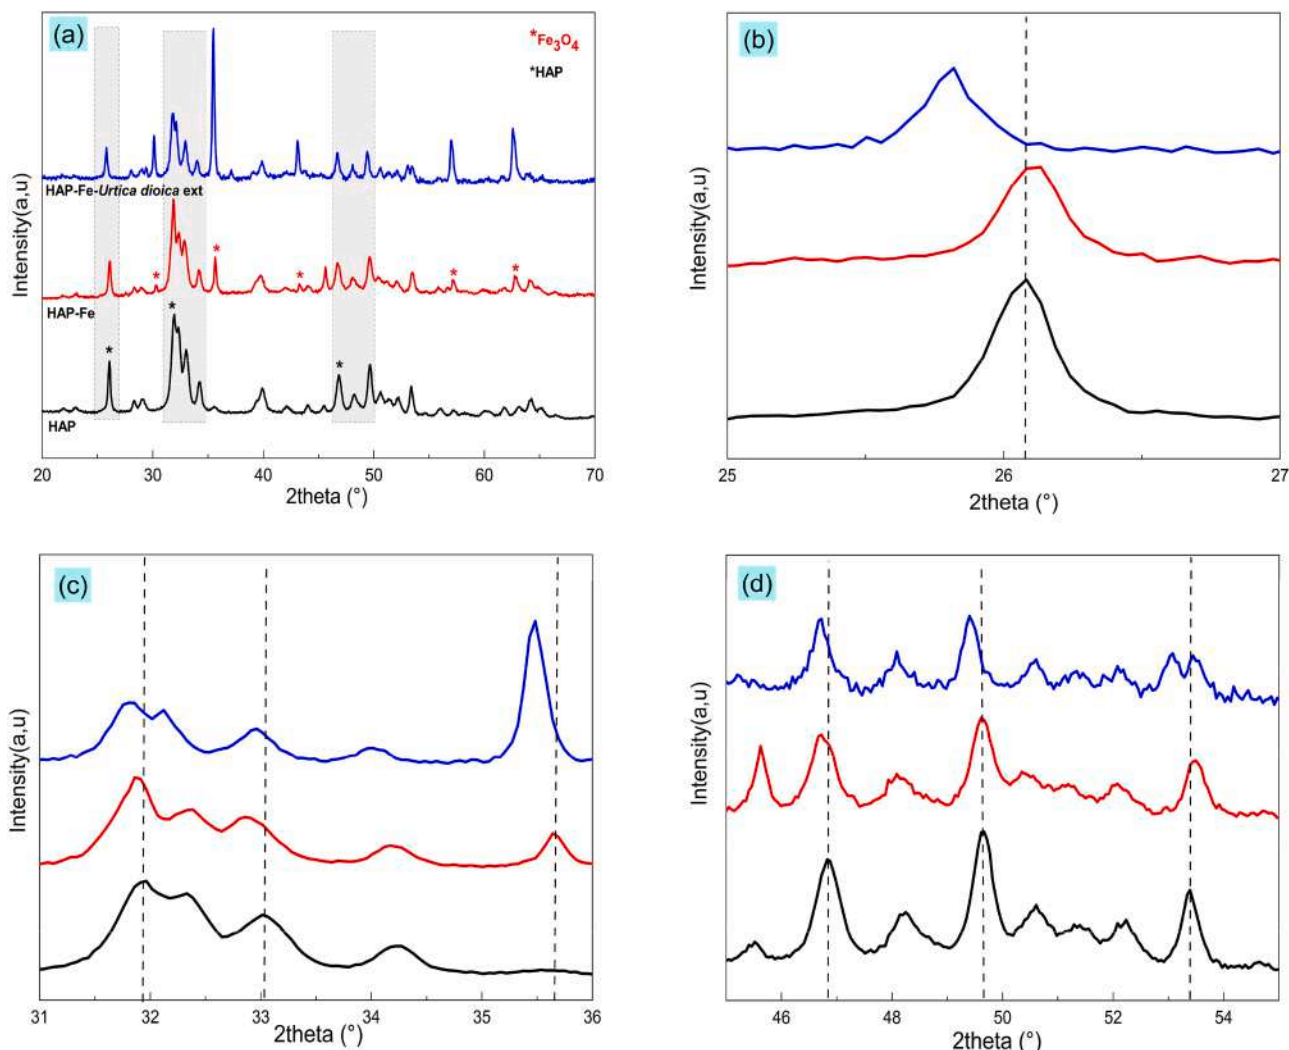 (a)
*Fe3O4
*HAP
Intensity(a,u)
HAP-Fe-Urtica dioica ext
*
*
*
*
*
HAP-Fe
*
*
*
HAP
20 30 40 50 60 70
2theta (°)
(b)
Intensity(a,u)
25 26 27
2theta (°)
(c)
Intensity(a,u)
31 32 33 34 35 36
2theta (°)
(d)
Intensity(a,u)
46 48 50 52 54
2theta (°)